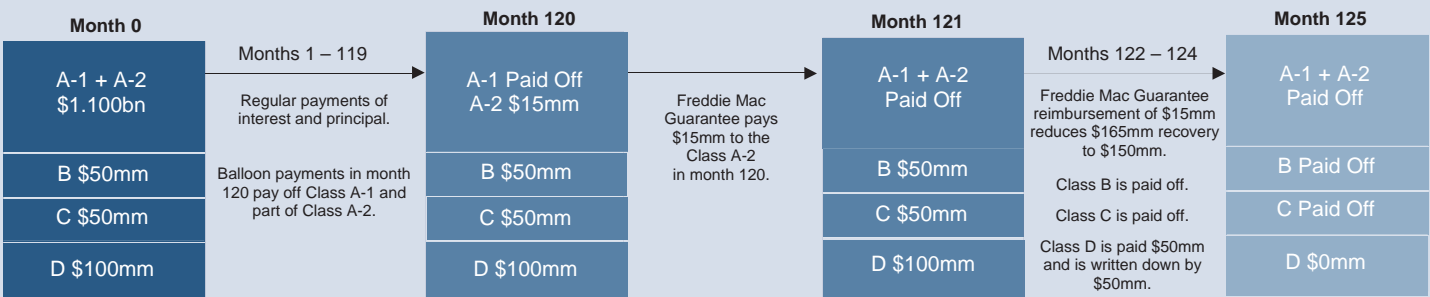 Month 0
A-1 + A-2
$1.100bn
B $50mm
C $50mm
D $100mm
Months 1 – 119
Regular payments of
interest and principal.
Balloon payments in month
120 pay off Class A-1 and
part of Class A-2.
Month 120
A-1 Paid Off
A-2 $15mm
B $50mm
C $50mm
D $100mm
Freddie Mac
Guarantee pays
$15mm to the
Class A-2
in month 120.
Month 121
A-1 + A-2
Paid Off
B $50mm
C $50mm
D $100mm
Months 122 – 124
Freddie Mac Guarantee
reimbursement of $15mm
reduces $165mm recovery
to $150mm.
Class B is paid off.
Class C is paid off.
Class D is paid $50mm
and is written down by
$50mm.
Month 125
A-1 + A-2
Paid Off
B Paid Off
C Paid Off
D $0mm